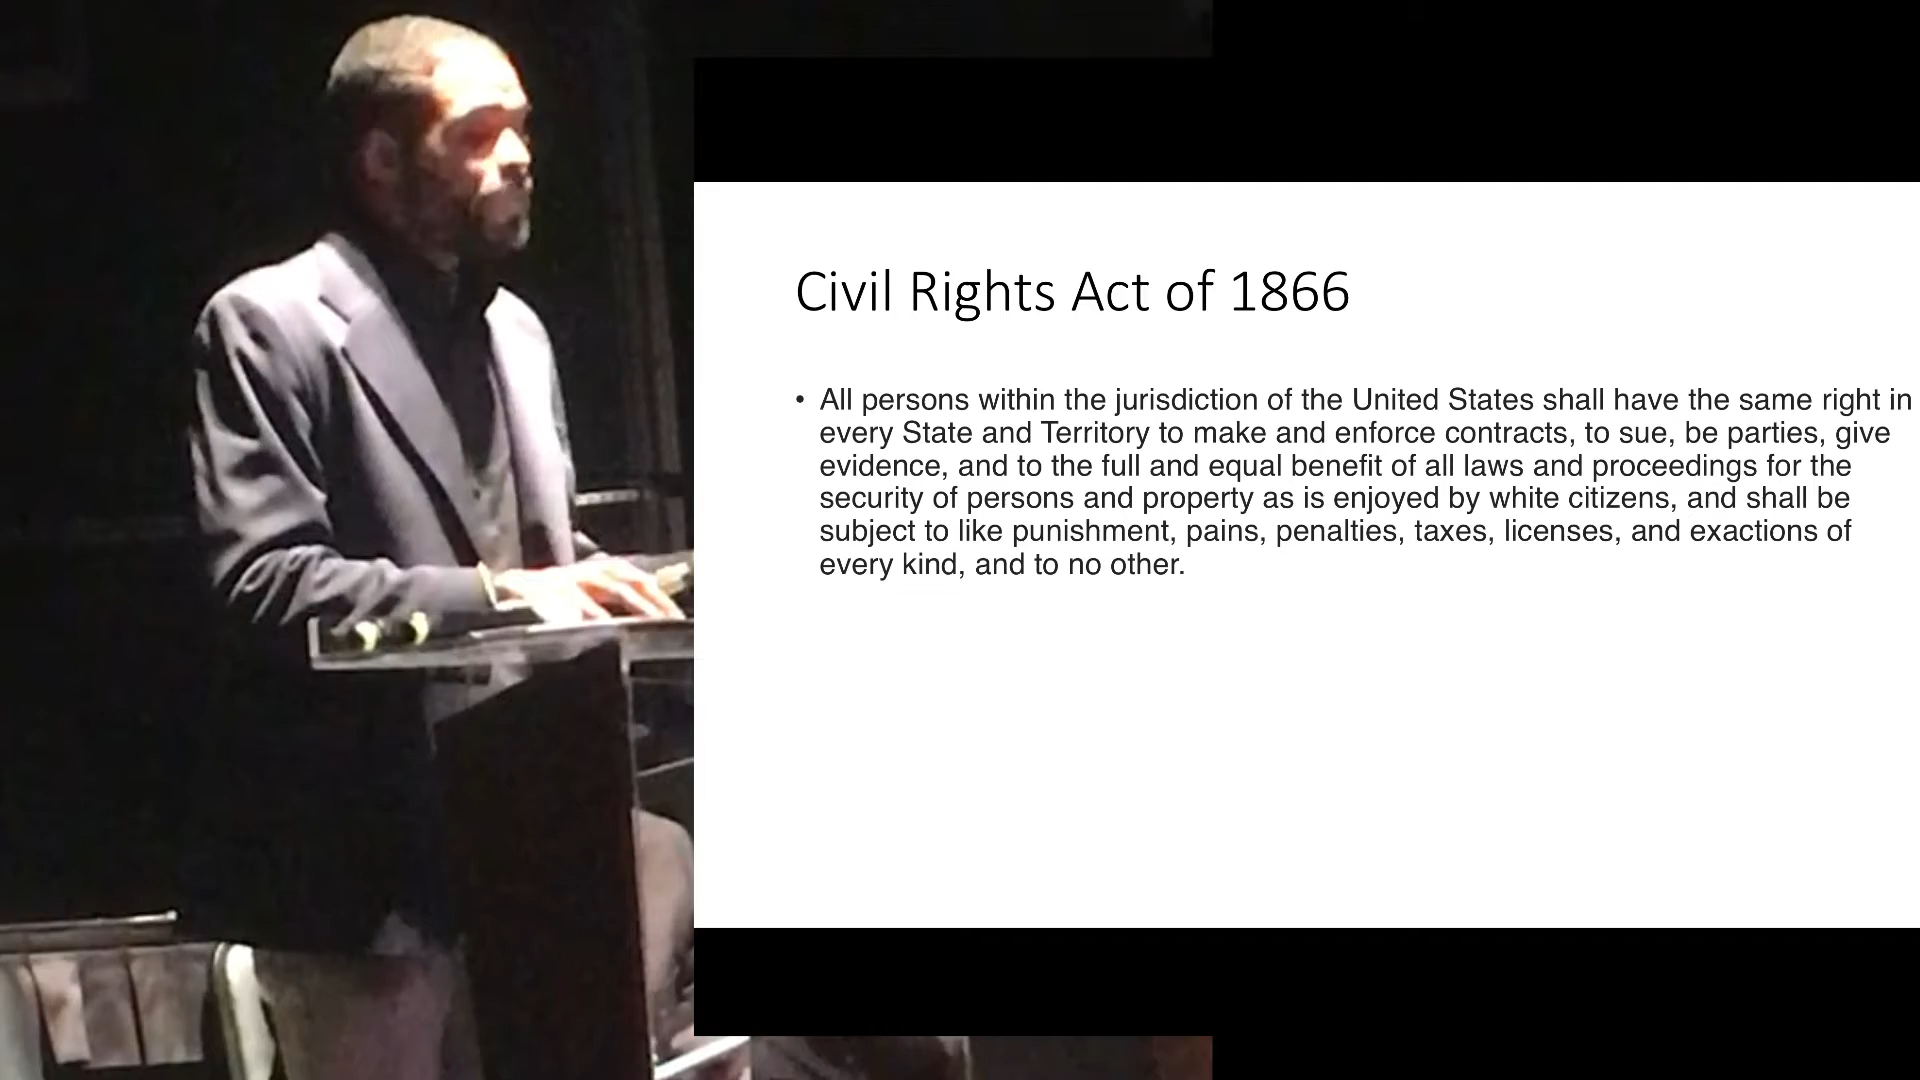 Civil Rights Act of 1866
• All persons within the jurisdiction of the United States shall have the same right in
every State and Territory to make and enforce contracts, to sue, be parties, give
evidence, and to the full and equal benefit of all laws and proceedings for the
security of persons and property as is enjoyed by white citizens, and shall be
subject to like punishment, pains, penalties, taxes, licenses, and exactions of
every kind, and to no other.